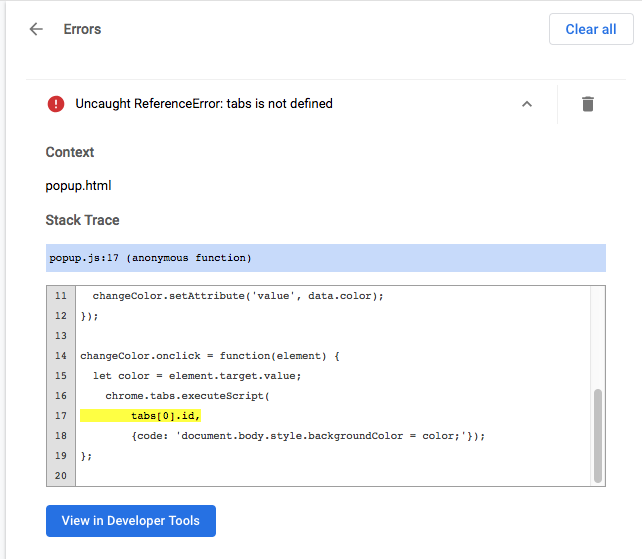 Errors
Clear all
Uncaught ReferenceError: tabs is not defined
Context
popup.html
Stack Trace
popup.js:17 (anonymous function)
11 changeColor.setAttribute('value', data.color);
12 });
13
14 changeColor.onclick = function(element) {
15 let color = element.target.value;
16 chrome.tabs.executeScript(
17 tabs[0].id,
18 {code: 'document.body.style.backgroundColor = color;'});
19 };
20
View in Developer Tools